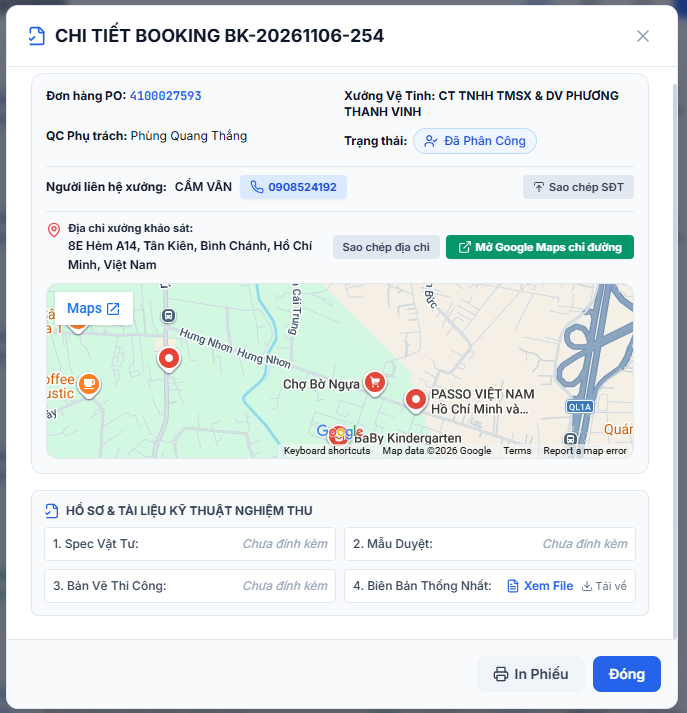 CHI TIẾT BOOKING BK-20261106-254
Đơn hàng PO: 4100027593
Xưởng Vệ Tinh: CT TNHH TMSX & DV PHƯƠNG
THANH VINH
QC Phụ trách: Phùng Quang Thắng
Trạng thái: Đã Phân Công
Người liên hệ xưởng: CẨM VÂN 0908524192
Sao chép SĐT
Địa chỉ xưởng khảo sát:
8E Hẻm A14, Tân Kiên, Bình Chánh, Hồ Chí
Minh, Việt Nam
Sao chép địa chỉ
Mở Google Maps chỉ đường
Maps
Cái Trung
Đức
Hưng Nhơn
Hưng Nhơn
Chợ Bò Ngựa
offee
ustic
PASSO VIỆT NAM
Hồ Chí Minh và...
QL1A
Google
BaBy Kindergarten
Quán
Keyboard shortcuts
Map data ©2026 Google
Terms
Report a map error
HỒ SƠ & TÀI LIỆU KỸ THUẬT NGHIỆM THU
1. Spec Vật Tư: Chưa đính kèm
2. Mẫu Duyệt: Chưa đính kèm
3. Bản Vẽ Thi Công: Chưa đính kèm
4. Biên Bản Thống Nhất: Xem File Tải về
In Phiếu
Đóng